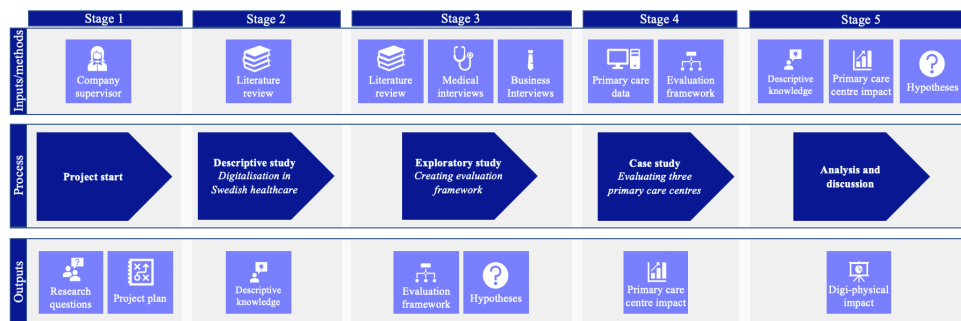 Stage 1
Stage 2
Stage 3
Stage 4
Stage 5
Inputs/methods
Company
supervisor
Literature
review
Literature
review
Medical
interviews
Business
Interviews
Primary care
data
Evaluation
framework
Descriptive
knowledge
Primary care
centre impact
Hypotheses
Process
Project start
Descriptive study
Digitalisation in
Swedish healthcare
Exploratory study
Creating evaluation
framework
Case study
Evaluating three
primary care centres
Analysis and
discussion
Outputs
Research
questions
Project plan
Descriptive
knowledge
Evaluation
framework
Hypotheses
Primary care
centre impact
Digi-physical
impact